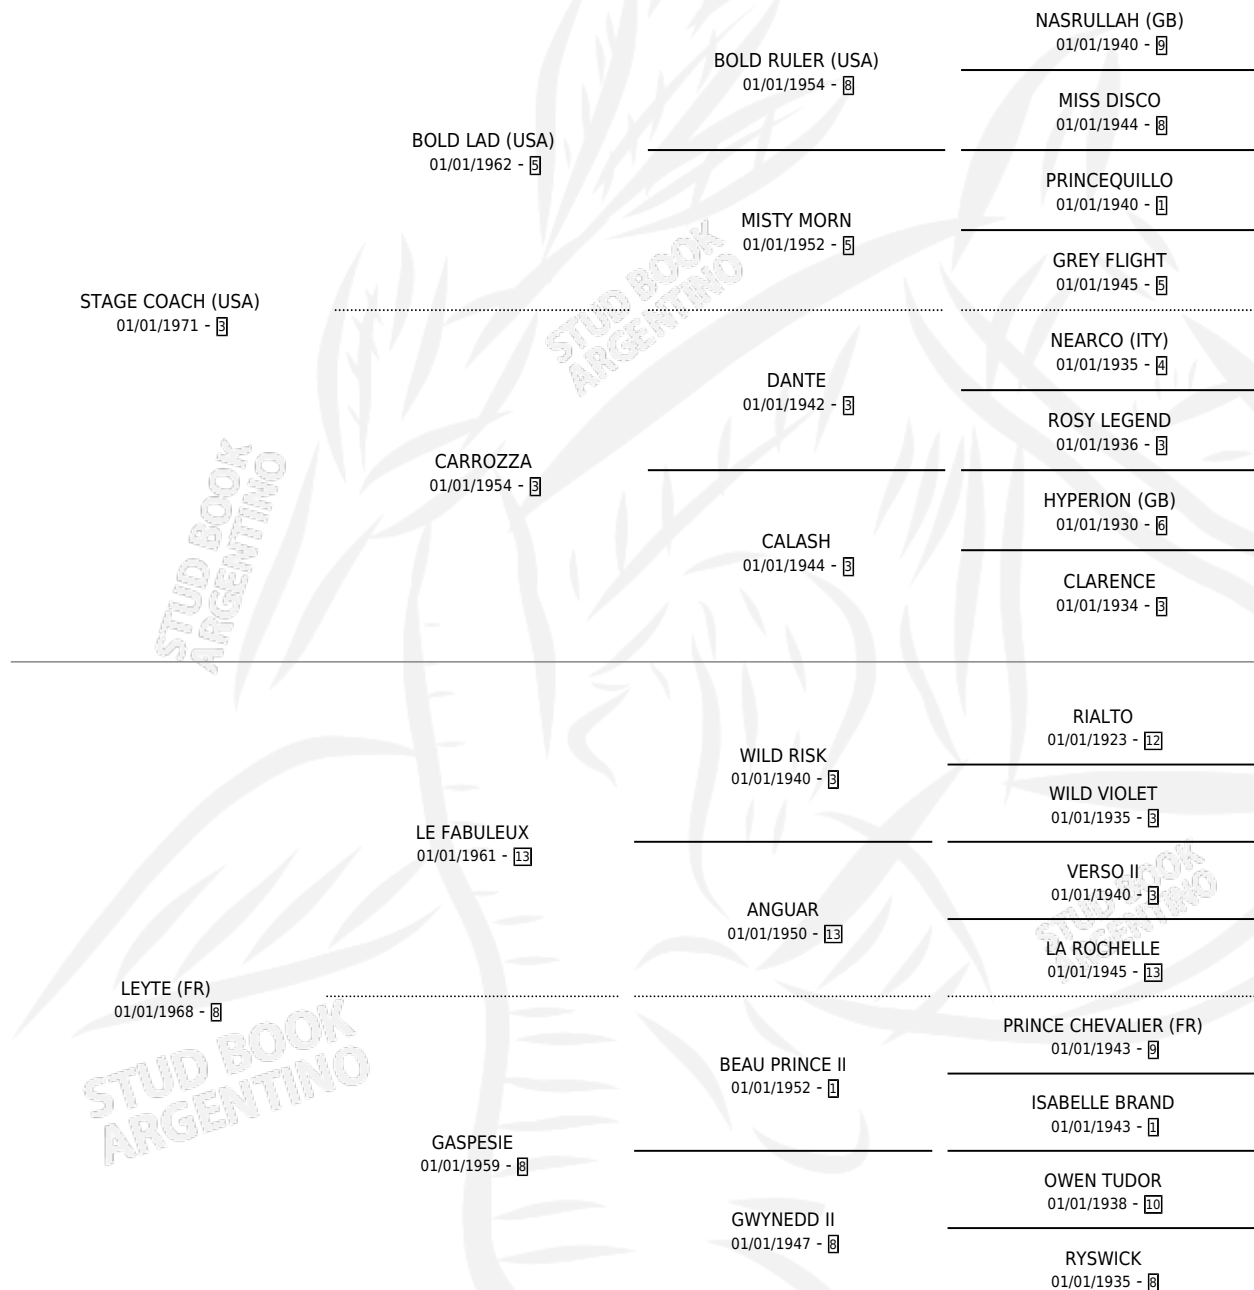 NASRULLAH (GB)
01/01/1940 - 9
BOLD RULER (USA)
01/01/1954 - 8
MISS DISCO
01/01/1944 - 8
BOLD LAD (USA)
01/01/1962 - 5
PRINCEQUILLO
01/01/1940 - 1
MISTY MORN
01/01/1952 - 5
GREY FLIGHT
01/01/1945 - 5
STAGE COACH (USA)
01/01/1971 - 3
NEARCO (ITY)
01/01/1935 - 4
DANTE
01/01/1942 - 3
ROSY LEGEND
01/01/1936 - 3
CARROZZA
01/01/1954 - 3
HYPERION (GB)
01/01/1930 - 6
CALASH
01/01/1944 - 3
CLARENCE
01/01/1934 - 3
RIALTO
01/01/1923 - 12
WILD RISK
01/01/1940 - 3
WILD VIOLET
01/01/1935 - 3
LE FABULEUX
01/01/1961 - 13
VERSO II
01/01/1940 - 3
ANGUAR
01/01/1950 - 13
LA ROCHELLE
01/01/1945 - 13
LEYTE (FR)
01/01/1968 - 8
PRINCE CHEVALIER (FR)
01/01/1943 - 9
BEAU PRINCE II
01/01/1952 - 1
ISABELLE BRAND
01/01/1943 - 1
GASPESIE
01/01/1959 - 8
OWEN TUDOR
01/01/1938 - 10
GWYNEDD II
01/01/1947 - 8
RYSWICK
01/01/1935 - 8
STUD BOOK
ARGENTINO
STUD BOOK
ARGENTINO
STUD BOOK
ARGENTINO
STUD BOOK
ARGENTINO